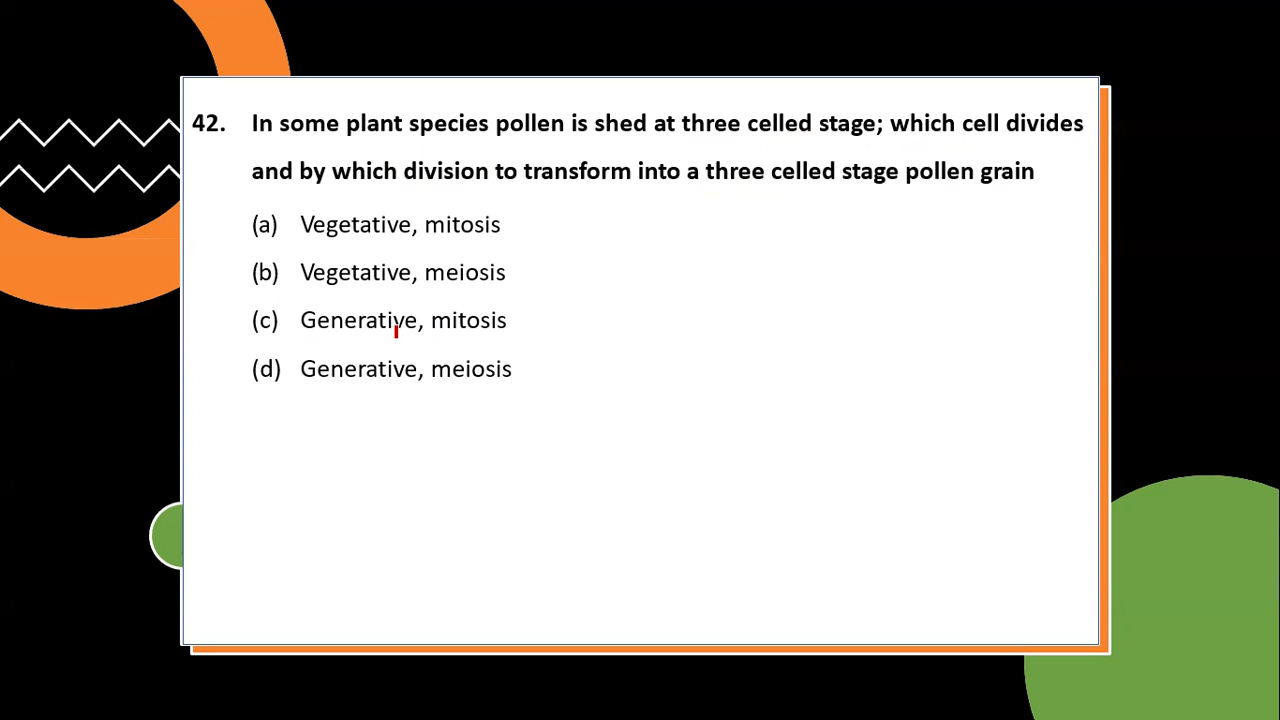 42. In some plant species pollen is shed at three celled stage; which cell divides
and by which division to transform into a three celled stage pollen grain
(a) Vegetative, mitosis
(b) Vegetative, meiosis
(c) Generative, mitosis
(d) Generative, meiosis